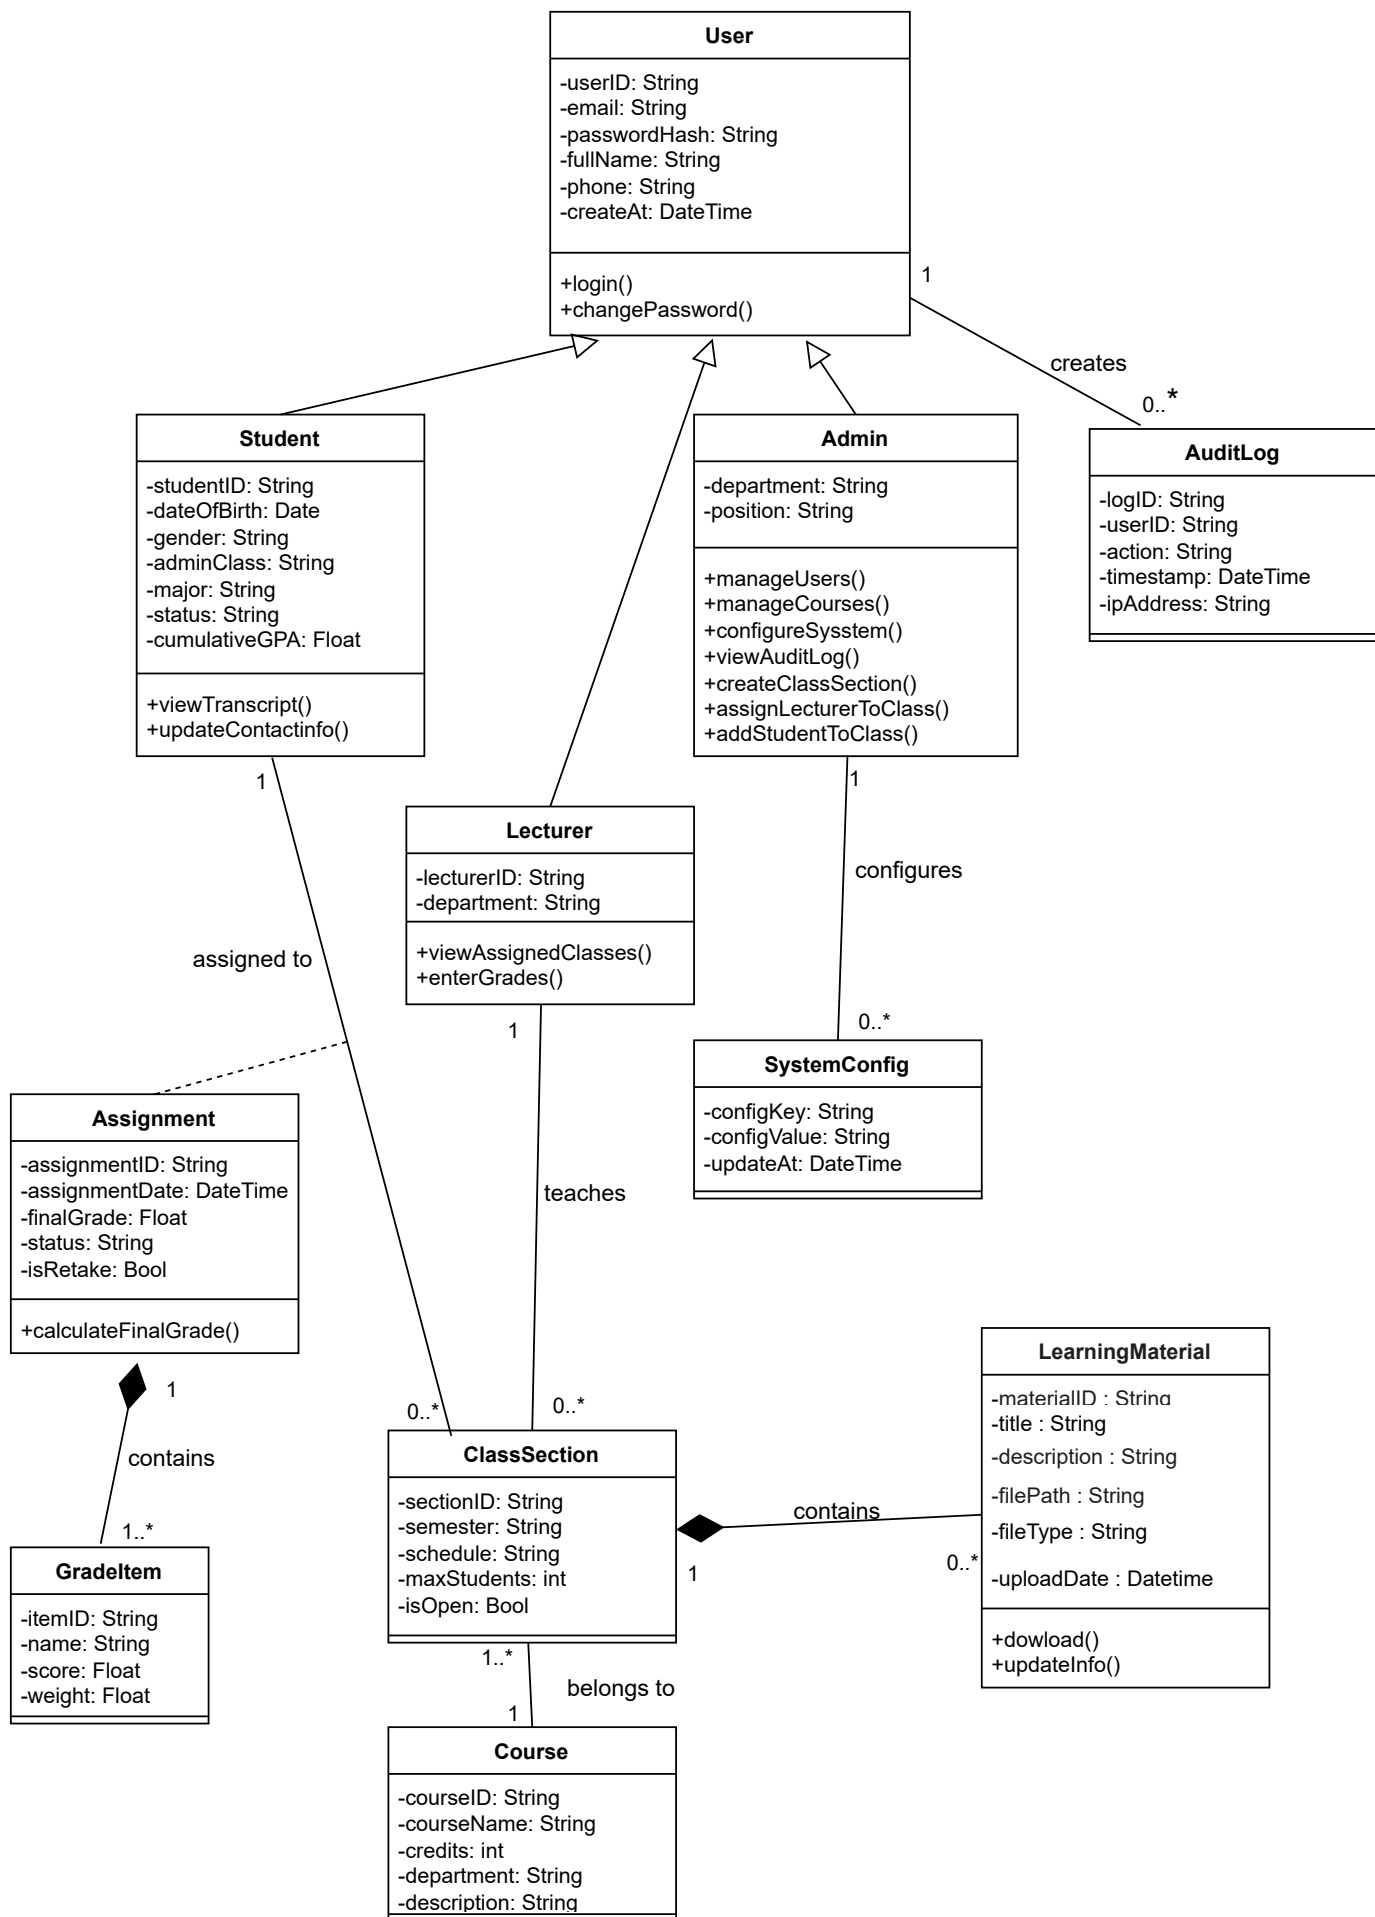 User
-userID: String
-email: String
-passwordHash: String
-fullName: String
-phone: String
-createAt: DateTime
+login()
+changePassword()
1
creates
0..*
Student
-studentID: String
-dateOfBirth: Date
-gender: String
-adminClass: String
-major: String
-status: String
-cumulativeGPA: Float
+viewTranscript()
+updateContactinfo()
1
Admin
-department: String
-position: String
+manageUsers()
+manageCourses()
+configureSysstem()
+viewAuditLog()
+createClassSection()
+assignLecturerToClass()
+addStudentToClass()
1
AuditLog
-logID: String
-userID: String
-action: String
-timestamp: DateTime
-ipAddress: String
Lecturer
-lecturerID: String
-department: String
+viewAssignedClasses()
+enterGrades()
1
configures
0..*
assigned to
SystemConfig
-configKey: String
-configValue: String
-updateAt: DateTime
Assignment
-assignmentID: String
-assignmentDate: DateTime
-finalGrade: Float
-status: String
-isRetake: Bool
+calculateFinalGrade()
1
teaches
contains
1..*
0..*
0..*
GradeItem
-itemID: String
-name: String
-score: Float
-weight: Float
ClassSection
-sectionID: String
-semester: String
-schedule: String
-maxStudents: int
-isOpen: Bool
contains
1
0..*
LearningMaterial
-materialID : String
-title : String
-description : String
-filePath : String
-fileType : String
-uploadDate : Datetime
+dowload()
+updateInfo()
1..*
belongs to
1
Course
-courseID: String
-courseName: String
-credits: int
-department: String
-description: String